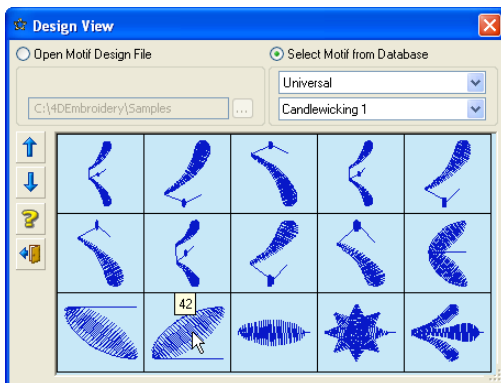 Design View
Open Motif Design File
Select Motif from Database
Universal
C:\4DEmbroidery\Samples
...
Candlewicking 1
42